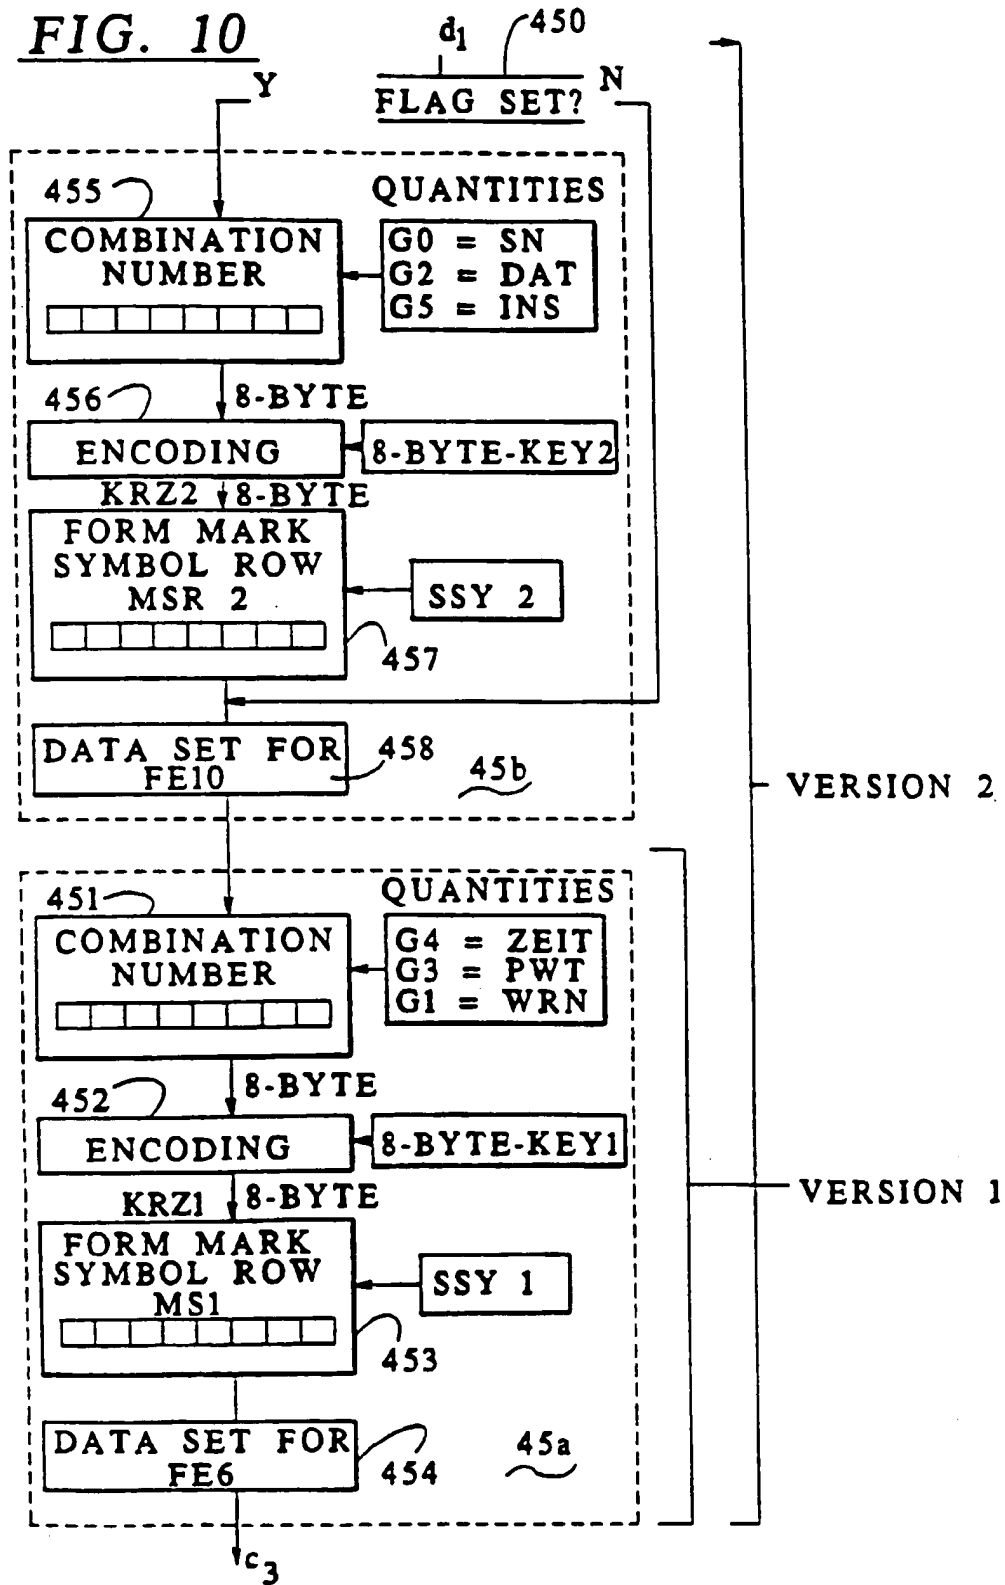 FIG. 10
d1
450
Y
FLAG SET?
N
455
QUANTITIES
COMBINATION
NUMBER
G0 = SN
G2 = DAT
G5 = INS
456
8-BYTE
ENCODING
8-BYTE-KEY2
KRZ2
8-BYTE
FORM MARK
SYMBOL ROW
MSR 2
SSY 2
457
DATA SET FOR
FE10
458
45b
VERSION 2
451
QUANTITIES
COMBINATION
NUMBER
G4 = ZEIT
G3 = PWT
G1 = WRN
452
8-BYTE
ENCODING
8-BYTE-KEY1
KRZ1
8-BYTE
VERSION 1
FORM MARK
SYMBOL ROW
MS1
SSY 1
453
DATA SET FOR
FE6
454
45a
c3